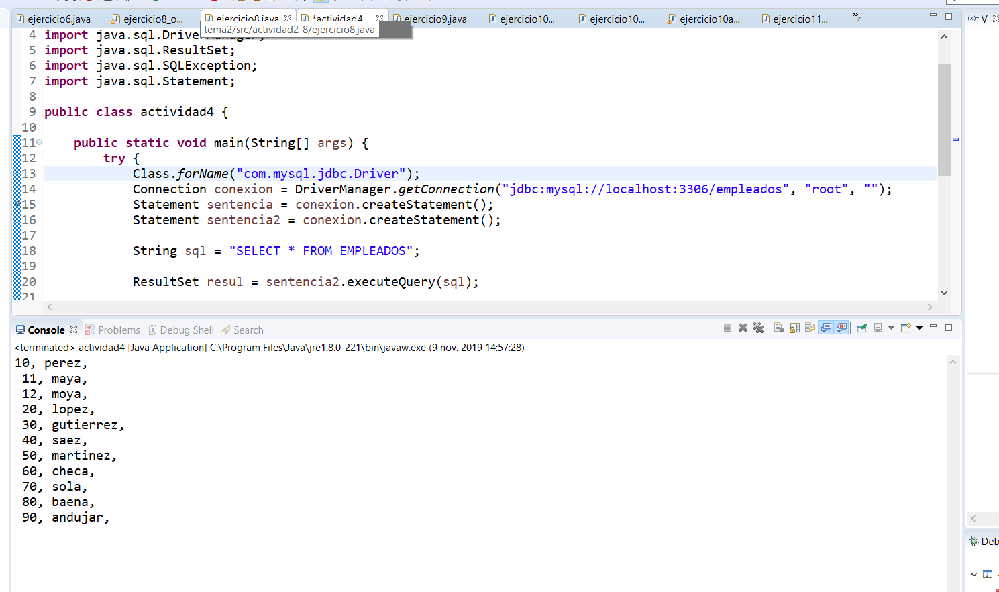 ejercicio6.java ejercicio8_o... ejercicio8.java *actividad4 ejercicio9.java ejercicio10... ejercicio10... ejercicio10a... ejercicio11... »2 (x)= V
tema2/src/actividad2_8/ejercicio8.java
4 import java.sql.DriverManager;
5 import java.sql.ResultSet;
6 import java.sql.SQLException;
7 import java.sql.Statement;
8
9 public class actividad4 {
10
11 public static void main(String[] args) {
12 try {
13 Class.forName("com.mysql.jdbc.Driver");
14 Connection conexion = DriverManager.getConnection("jdbc:mysql://localhost:3306/empleados", "root", "");
15 Statement sentencia = conexion.createStatement();
16 Statement sentencia2 = conexion.createStatement();
17
18 String sql = "SELECT * FROM EMPLEADOS";
19
20 ResultSet resul = sentencia2.executeQuery(sql);
21
Console Problems Debug Shell Search
<terminated> actividad4 [Java Application] C:\Program Files\Java\jre1.8.0_221\bin\javaw.exe (9 nov. 2019 14:57:28)
10, perez,
11, maya,
12, moya,
20, lopez,
30, gutierrez,
40, saez,
50, martinez,
60, checa,
70, sola,
80, baena,
90, andujar,
Deb